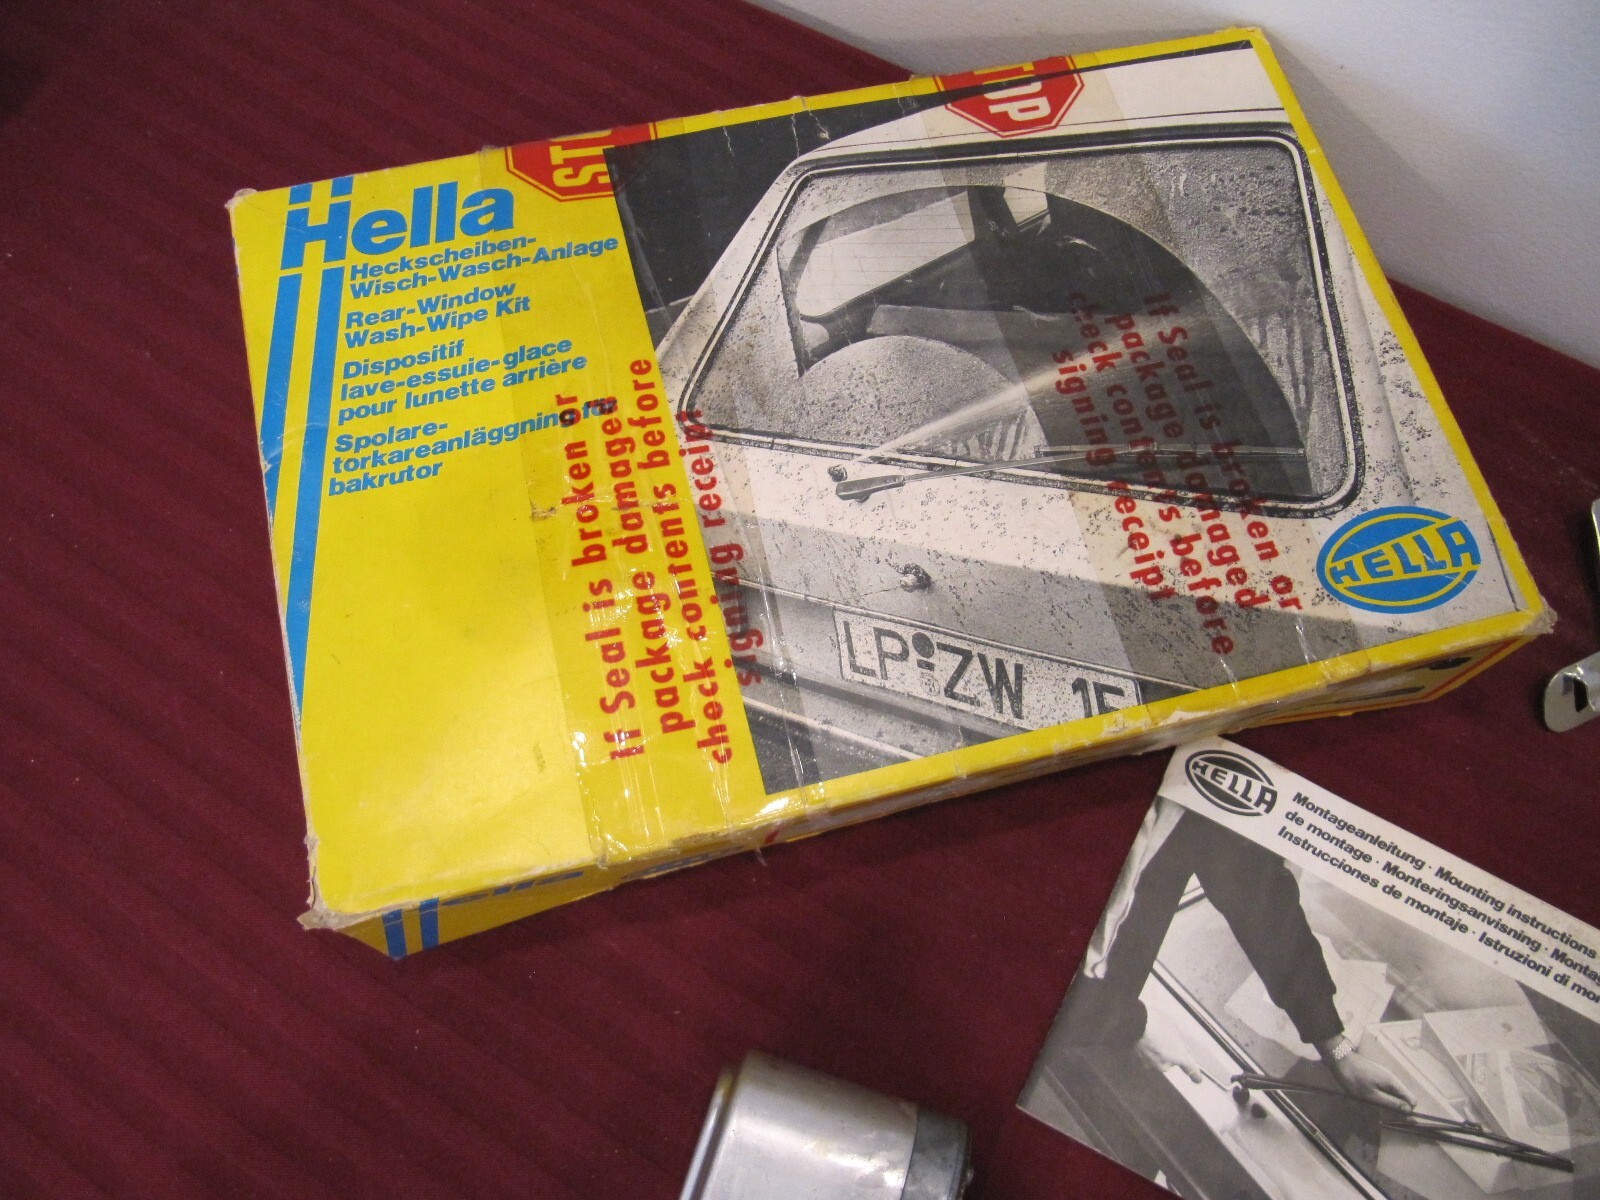 Hella
Heckscheiben-
Wisch-Wasch-Anlage
Rear-Window
Wash-Wipe Kit
Dispositif
lave-essuie-glace
pour lunette arrière
Spolare-
torkareanläggning för
bakrutor
If Seal is broken or
package damaged
check contents before
signing receipt
If Seal is broken or
package damaged
check contents before
signing receipt
LP ZW 15
HELLA
Hella
HELLA
Montageanleitung · Mounting instructions
de montage · Monteringsanvisning ·
Instrucciones de montaje · Istruzioni di